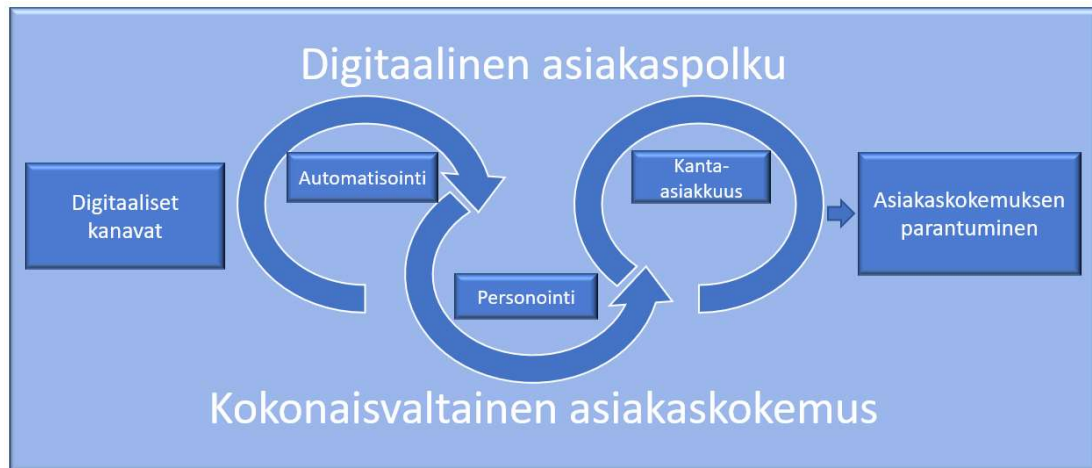 Digitaalinen asiakaspolku
Digitaaliset
kanavat
Automatisointi
Personointi
Kanta-
asiakkuus
Asiakaskokemuksen
parantuminen
Kokonaisvaltainen asiakaskokemus